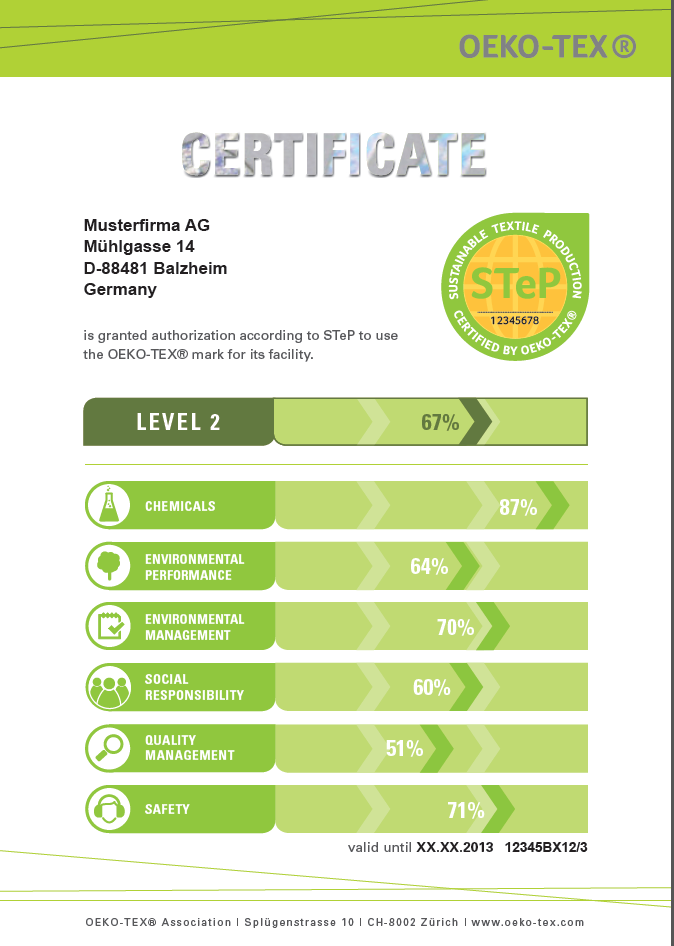 OEKO-TEX®
CERTIFICATE
Musterfirma AG
Mühlgasse 14
D-88481 Balzheim
Germany
is granted authorization according to STeP to use
the OEKO-TEX® mark for its facility.
SUSTAINABLE TEXTILE PRODUCTION
STeP
12345678
CERTIFIED BY OEKO-TEX®
LEVEL 2 67%
CHEMICALS 87%
ENVIRONMENTAL
PERFORMANCE 64%
ENVIRONMENTAL
MANAGEMENT 70%
SOCIAL
RESPONSIBILITY 60%
QUALITY
MANAGEMENT 51%
SAFETY 71%
valid until XX.XX.2013 12345BX12/3
OEKO-TEX® Association | Splügenstrasse 10 | CH-8002 Zürich | www.oeko-tex.com